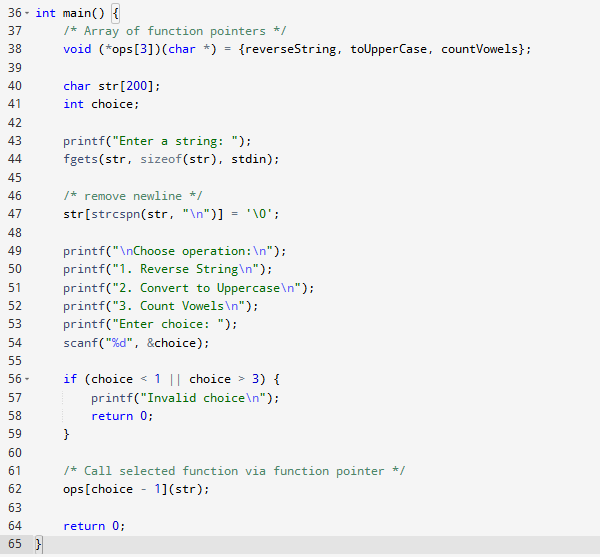 36 int main() {
37     /* Array of function pointers */
38     void (*ops[3])(char *) = {reverseString, toUpperCase, countVowels};
39
40     char str[200];
41     int choice;
42
43     printf("Enter a string: ");
44     fgets(str, sizeof(str), stdin);
45
46     /* remove newline */
47     str[strcspn(str, "\n")] = '\0';
48
49     printf("\nChoose operation:\n");
50     printf("1. Reverse String\n");
51     printf("2. Convert to Uppercase\n");
52     printf("3. Count Vowels\n");
53     printf("Enter choice: ");
54     scanf("%d", &choice);
55
56     if (choice < 1 || choice > 3) {
57         printf("Invalid choice\n");
58         return 0;
59     }
60
61     /* Call selected function via function pointer */
62     ops[choice - 1](str);
63
64     return 0;
65 }